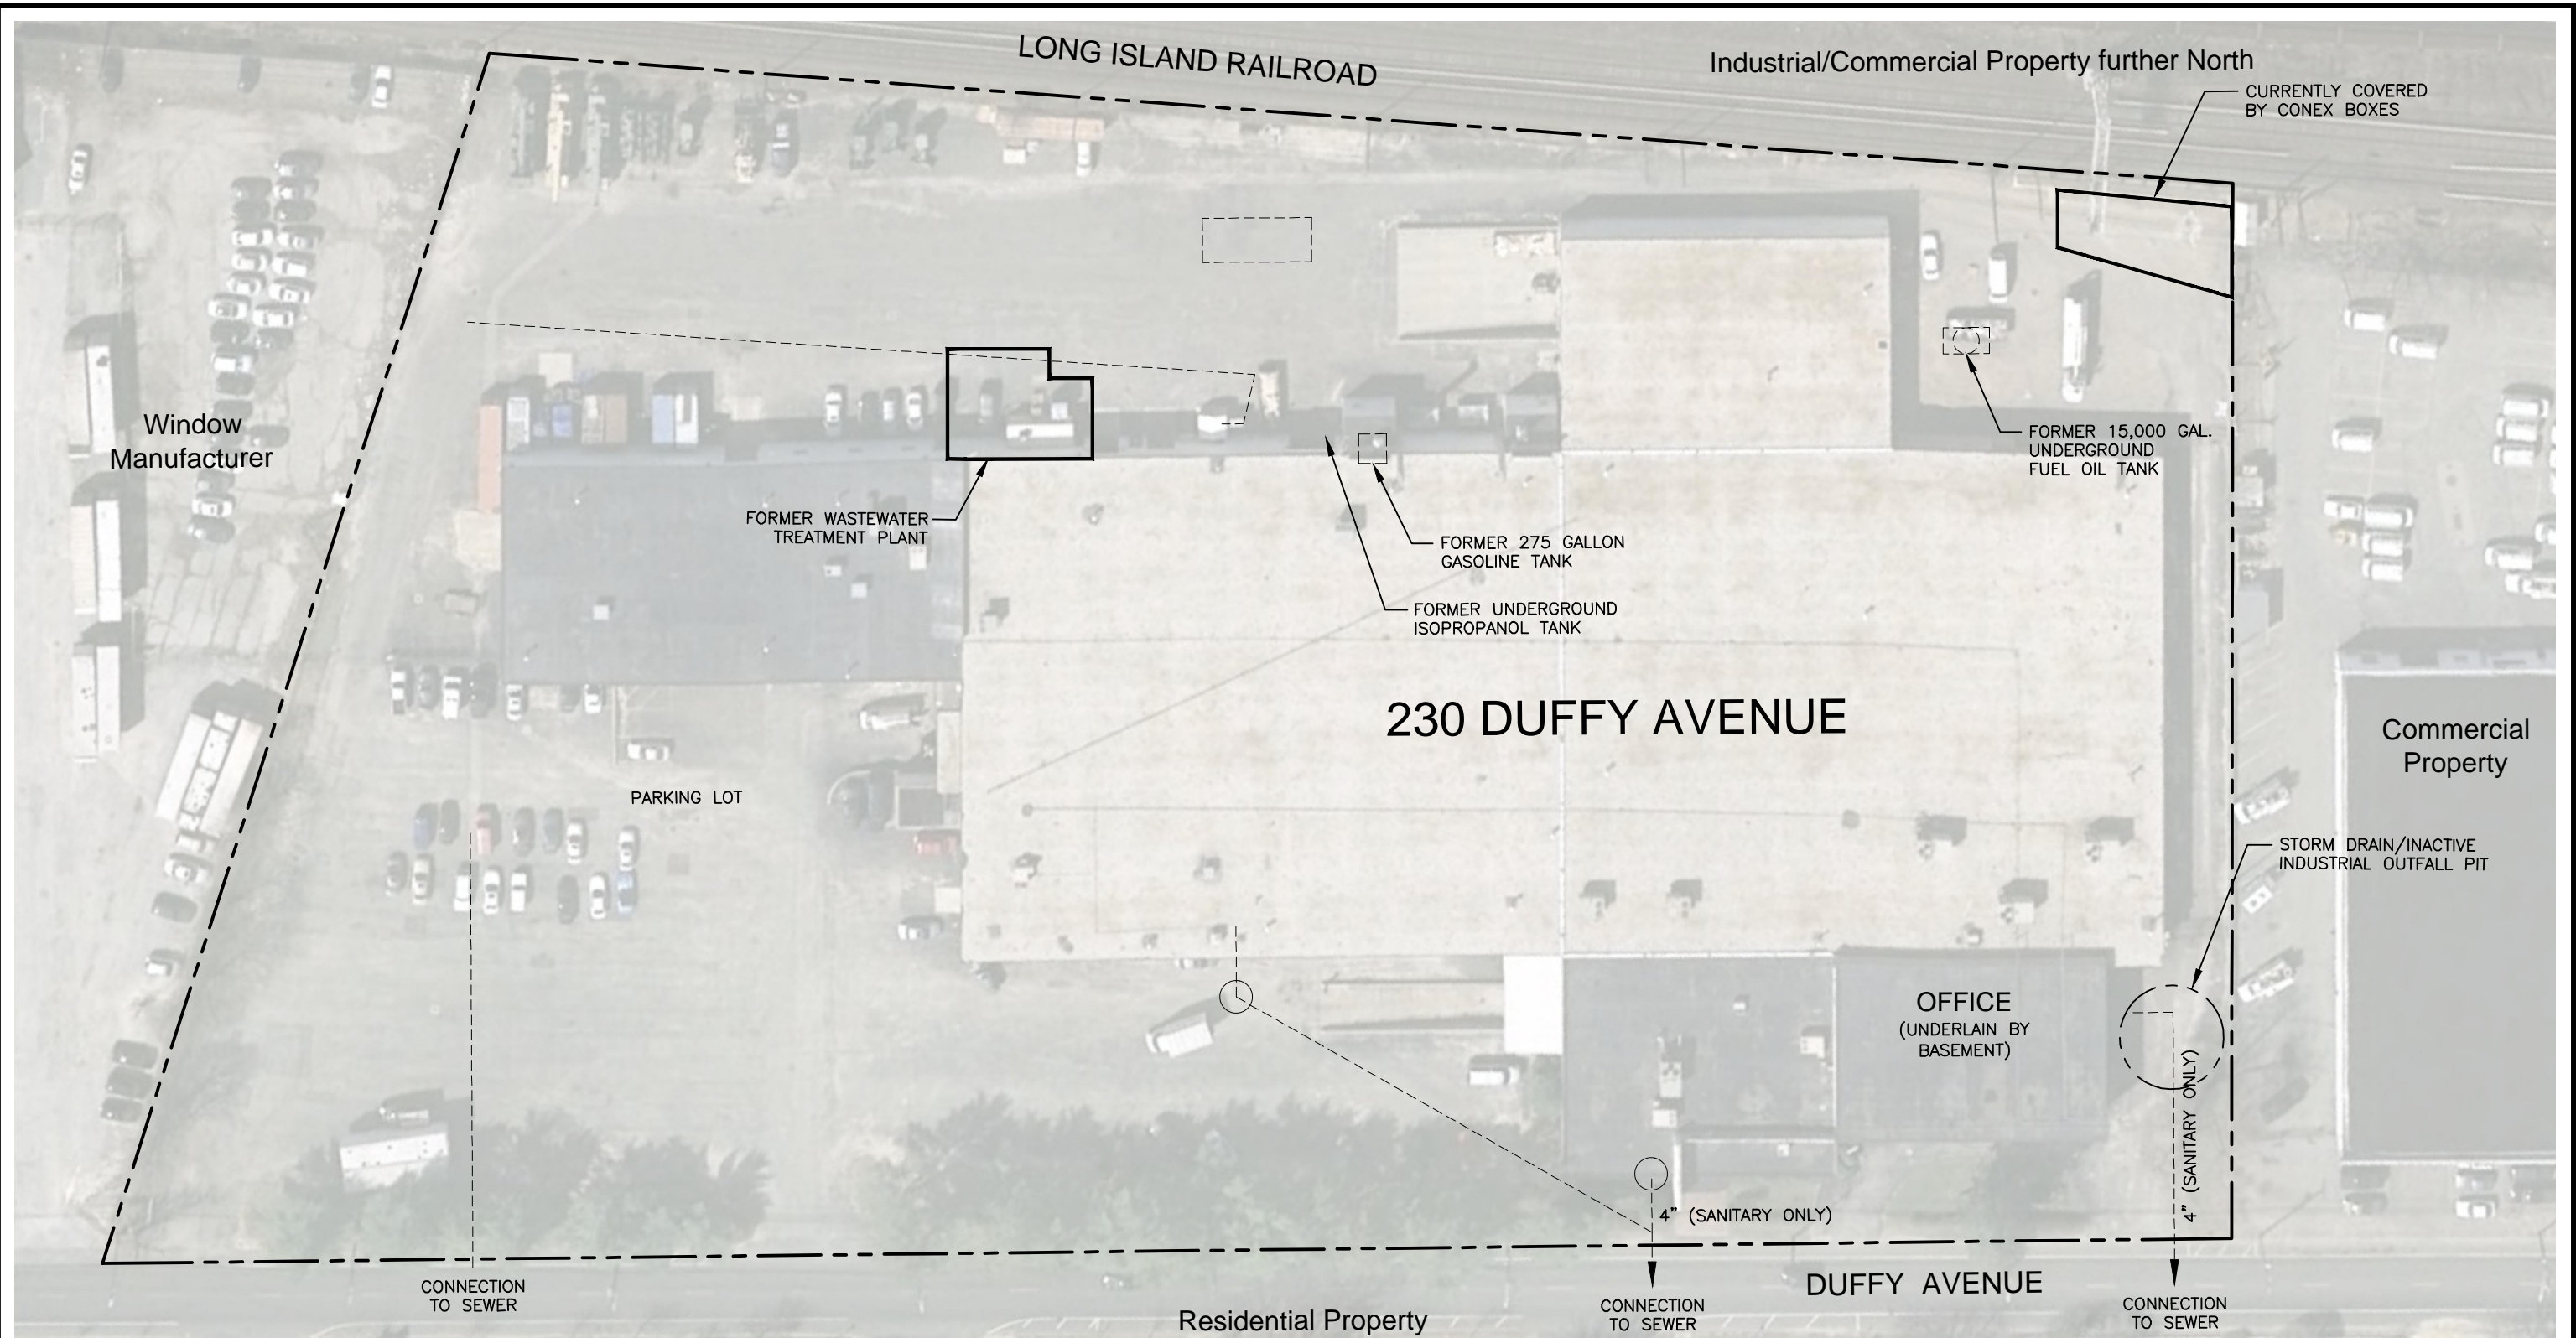 LONG ISLAND RAILROAD
Industrial/Commercial Property further North
CURRENTLY COVERED
BY CONEX BOXES
Window
Manufacturer
FORMER 15,000 GAL.
UNDERGROUND
FUEL OIL TANK
FORMER WASTEWATER
TREATMENT PLANT
FORMER 275 GALLON
GASOLINE TANK
FORMER UNDERGROUND
ISOPROPANOL TANK
230 DUFFY AVENUE
Commercial
Property
PARKING LOT
STORM DRAIN/INACTIVE
INDUSTRIAL OUTFALL PIT
OFFICE
(UNDERLAIN BY
BASEMENT)
4" (SANITARY ONLY)
4" (SANITARY ONLY)
CONNECTION
TO SEWER
DUFFY AVENUE
Residential Property
CONNECTION
TO SEWER
CONNECTION
TO SEWER